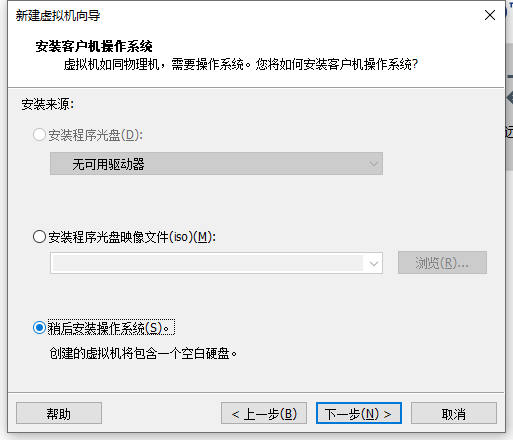 新建虚拟机向导
安装客户机操作系统
虚拟机如同物理机，需要操作系统。您将如何安装客户机操作系统?
安装来源:
安装程序光盘(D):
无可用驱动器
安装程序光盘映像文件(iso)(M):
浏览(R)...
稍后安装操作系统(S)。
创建的虚拟机将包含一个空白硬盘。
帮助
< 上一步(B)
下一步(N) >
取消